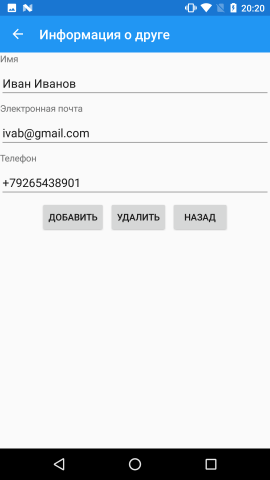 20:20
Информация о друге
Имя
Иван Иванов
Электронная почта
ivab@gmail.com
Телефон
+79265438901
ДОБАВИТЬ УДАЛИТЬ НАЗАД